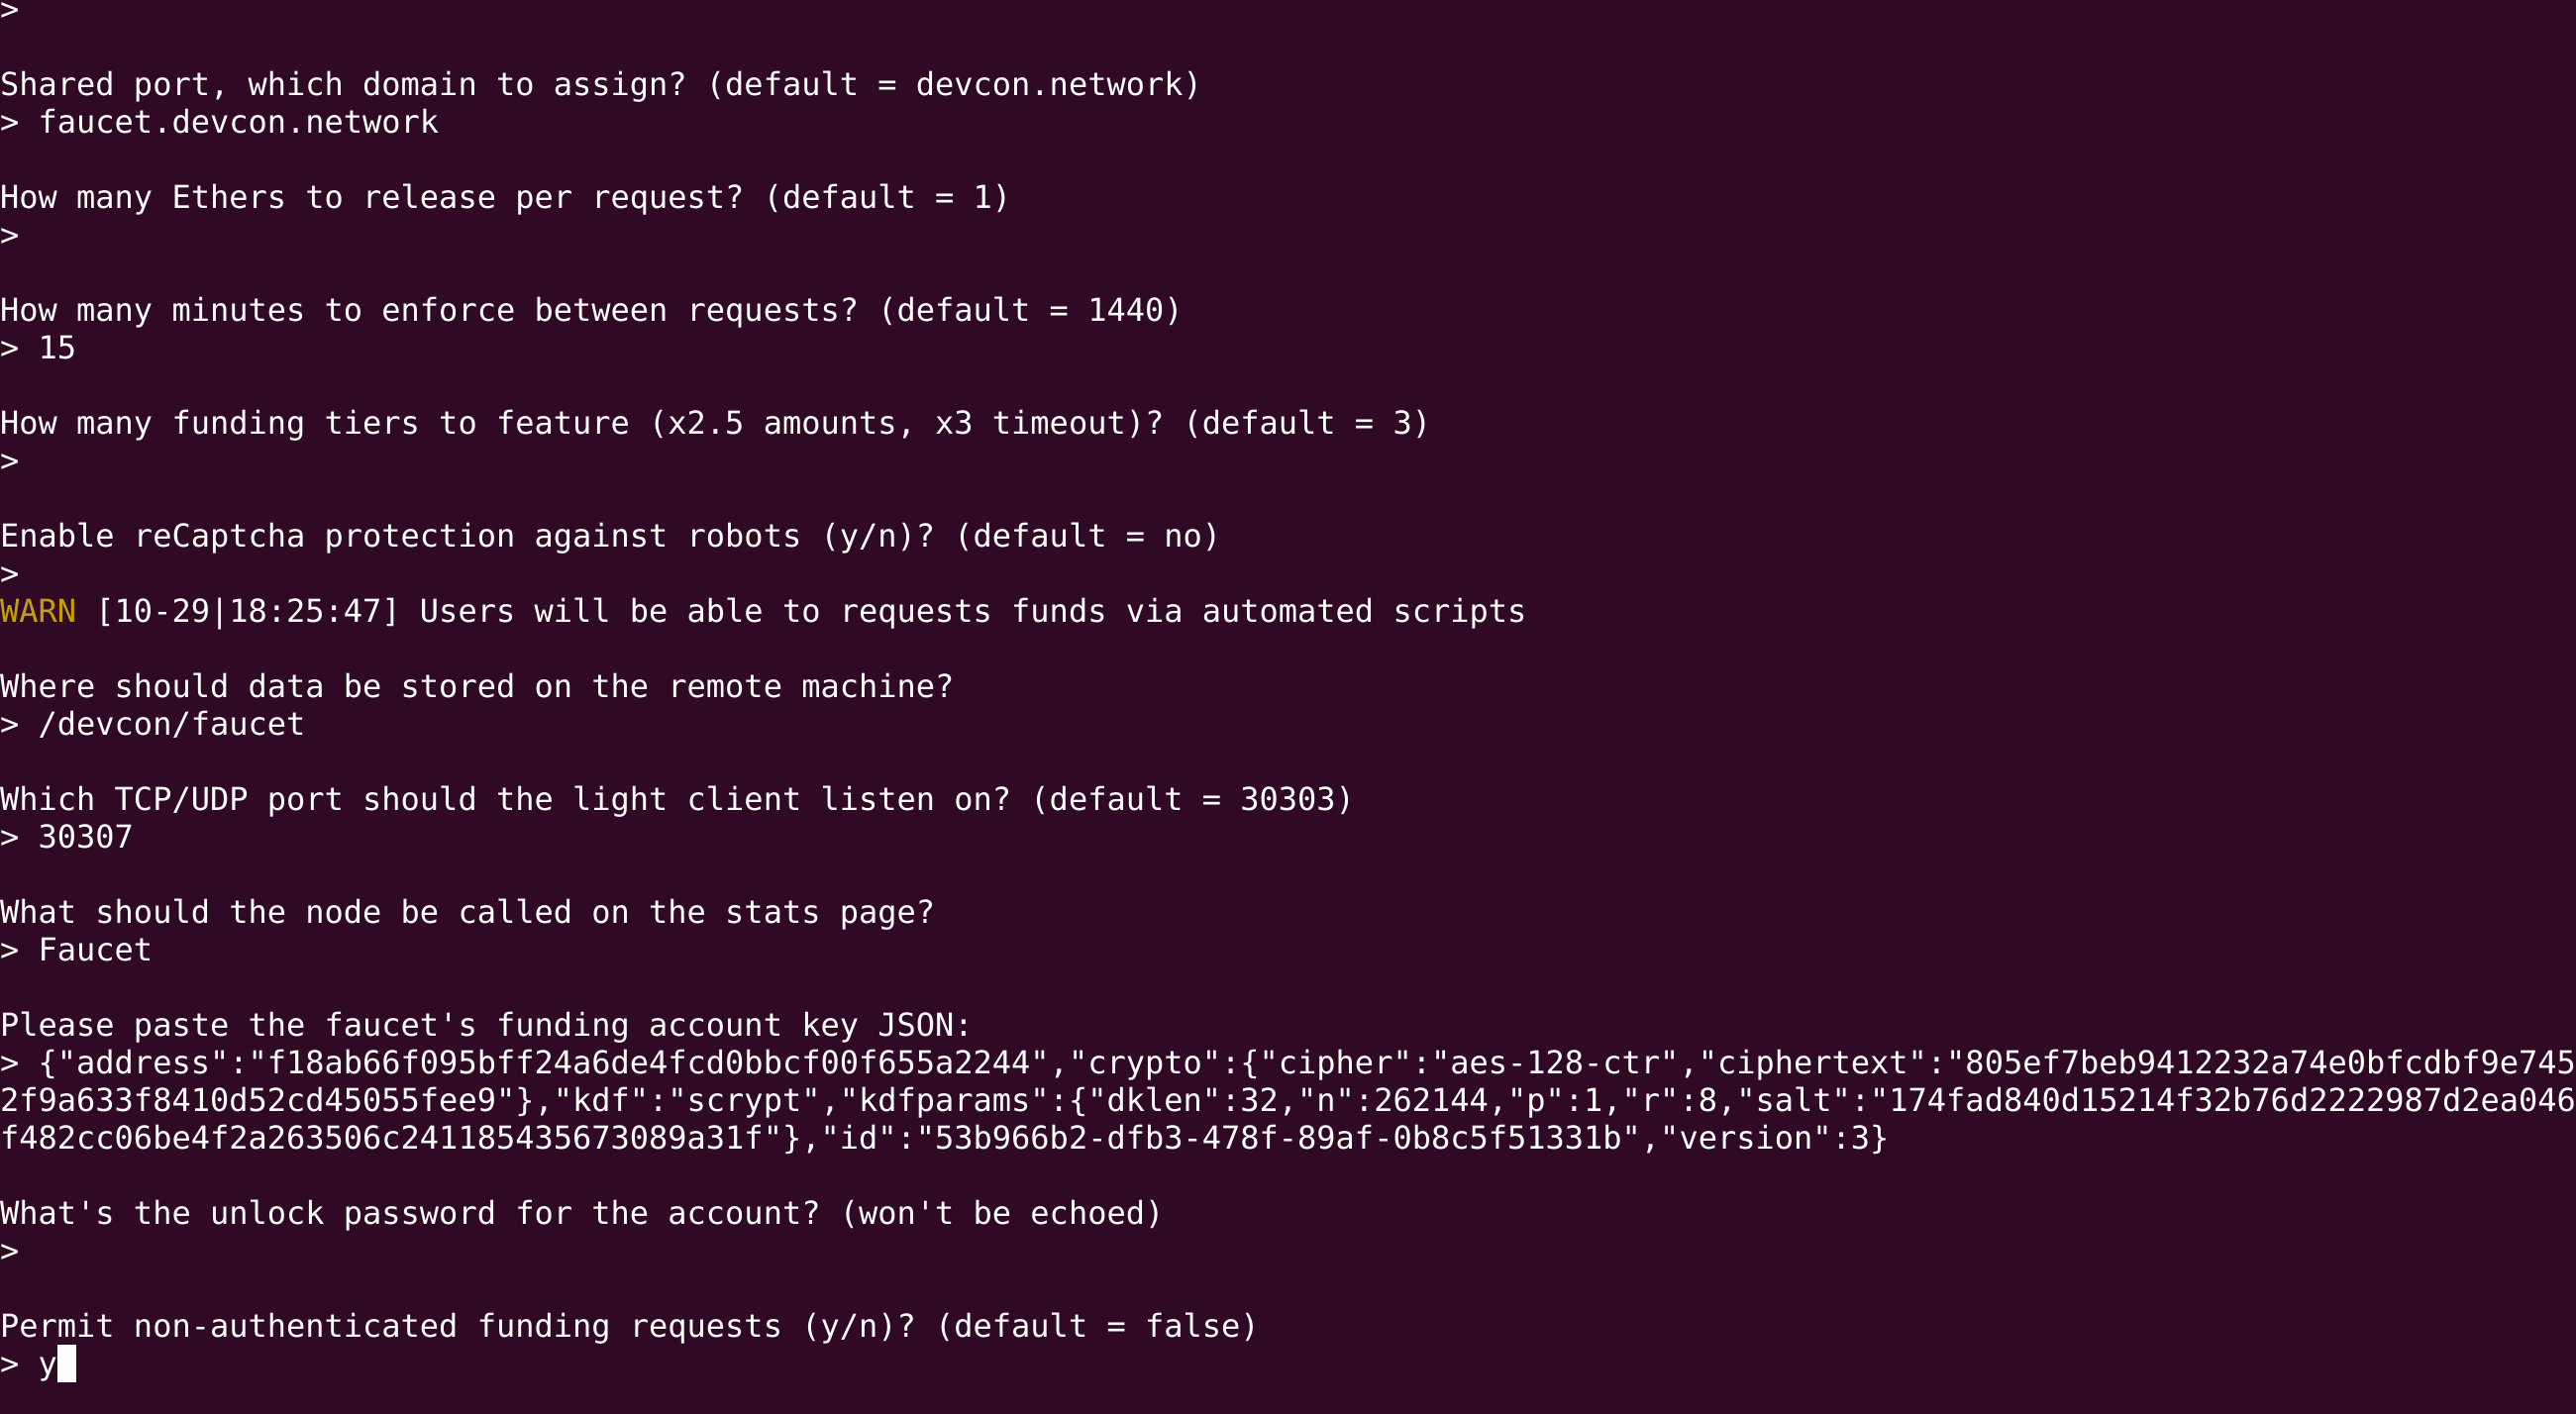 >
Shared port, which domain to assign? (default = devcon.network)
> faucet.devcon.network
How many Ethers to release per request? (default = 1)
>
How many minutes to enforce between requests? (default = 1440)
> 15
How many funding tiers to feature (x2.5 amounts, x3 timeout)? (default = 3)
>
Enable reCaptcha protection against robots (y/n)? (default = no)
>
WARN [10-29|18:25:47] Users will be able to requests funds via automated scripts
Where should data be stored on the remote machine?
> /devcon/faucet
Which TCP/UDP port should the light client listen on? (default = 30303)
> 30307
What should the node be called on the stats page?
> Faucet
Please paste the faucet's funding account key JSON:
> {"address":"f18ab66f095bff24a6de4fcd0bbcf00f655a2244","crypto":{"cipher":"aes-128-ctr","ciphertext":"805ef7beb9412232a74e0bfcdbf9e745
2f9a633f8410d52cd45055fee9"},"kdf":"scrypt","kdfparams":{"dklen":32,"n":262144,"p":1,"r":8,"salt":"174fad840d15214f32b76d2222987d2ea046
f482cc06be4f2a263506c241185435673089a31f"},"id":"53b966b2-dfb3-478f-89af-0b8c5f51331b","version":3}
What's the unlock password for the account? (won't be echoed)
>
Permit non-authenticated funding requests (y/n)? (default = false)
> y